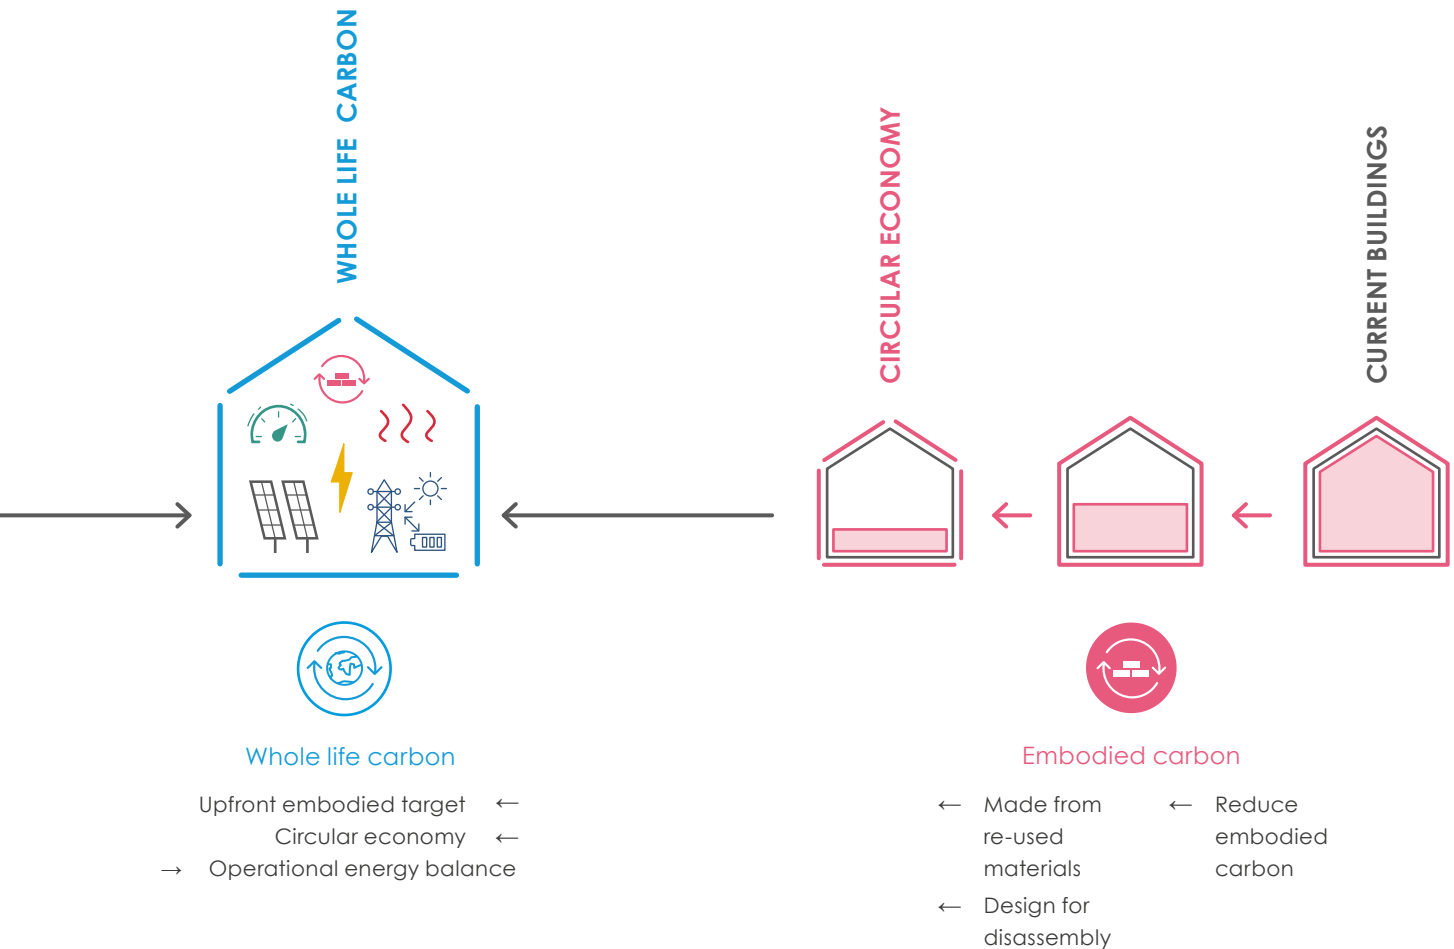 WHOLE LIFE CARBON
CIRCULAR ECONOMY
CURRENT BUILDINGS
Whole life carbon
Upfront embodied target ←
Circular economy ←
→ Operational energy balance
Embodied carbon
← Made from
re-used
materials
← Design for
disassembly
← Reduce
embodied
carbon